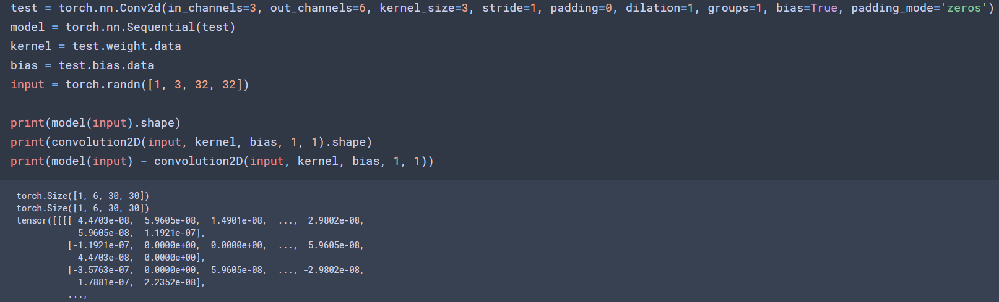 test = torch.nn.Conv2d(in_channels=3, out_channels=6, kernel_size=3, stride=1, padding=0, dilation=1, groups=1, bias=True, padding_mode='zeros')
model = torch.nn.Sequential(test)
kernel = test.weight.data
bias = test.bias.data
input = torch.randn([1, 3, 32, 32])
print(model(input).shape)
print(convolution2D(input, kernel, bias, 1, 1).shape)
print(model(input) - convolution2D(input, kernel, bias, 1, 1))
torch.Size([1, 6, 30, 30])
torch.Size([1, 6, 30, 30])
tensor([[[[ 4.4703e-08,  5.9605e-08,  1.4901e-08,  ...,  2.9802e-08,
5.9605e-08,  1.1921e-07],
[-1.1921e-07,  0.0000e+00,  0.0000e+00,  ...,  5.9605e-08,
4.4703e-08,  0.0000e+00],
[-3.5763e-07,  0.0000e+00,  5.9605e-08,  ..., -2.9802e-08,
1.7881e-07,  2.2352e-08],
...,